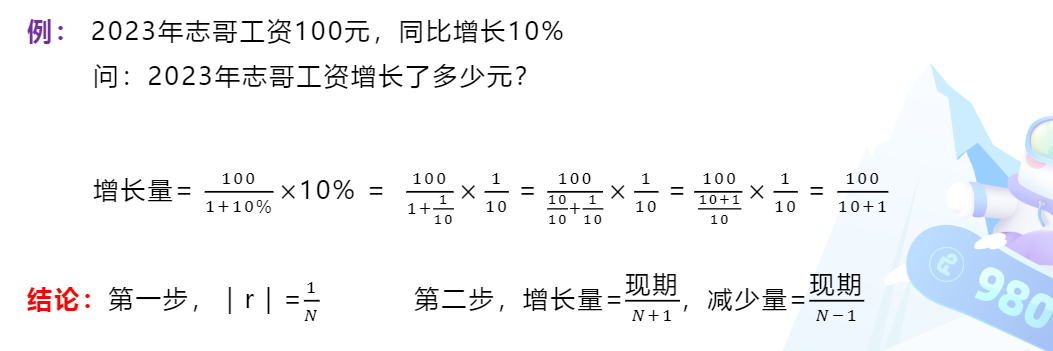 例： 2023年志哥工资100元，同比增长10%
问：2023年志哥工资增长了多少元？
增长量= \frac{100}{1+10%} ×10% = \frac{100}{1+\frac{1}{10}} × \frac{1}{10} = \frac{100}{\frac{10}{10}+\frac{1}{10}} × \frac{1}{10} = \frac{100}{\frac{10+1}{10}} × \frac{1}{10} = \frac{100}{10+1}
结论：第一步，｜r｜=\frac{1}{N} 第二步，增长量=\frac{现期}{N+1}，减少量=\frac{现期}{N−1}
980